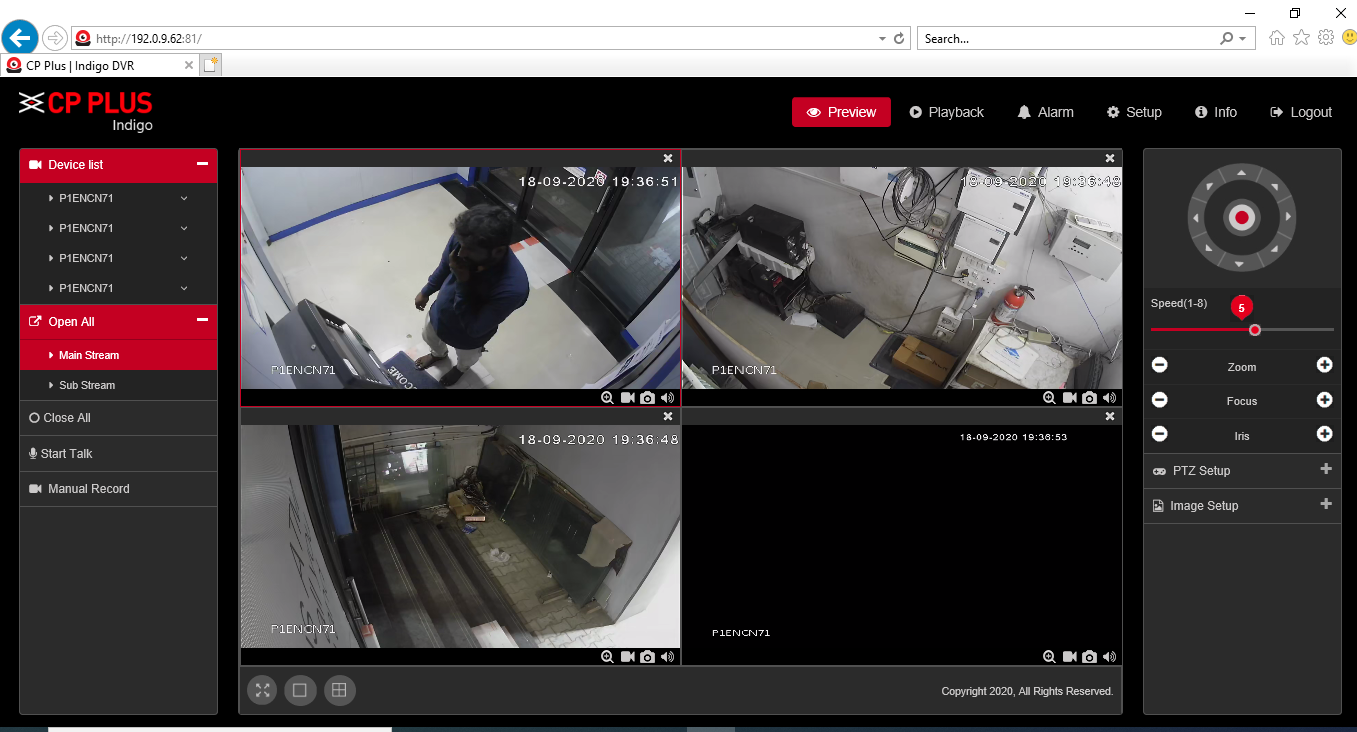 http://192.0.9.62:81/
Search...
CP Plus | Indigo DVR
CP PLUS
Indigo
Preview
Playback
Alarm
Setup
Info
Logout
Device list
P1ENCN71
P1ENCN71
P1ENCN71
P1ENCN71
Open All
Main Stream
Sub Stream
Close All
Start Talk
Manual Record
18-09-2020 19:36:51
WELCOME
P1ENCN71
18-09-2020 19:36:48
P1ENCN71
18-09-2020 19:36:48
P1ENCN71
18-09-2020 19:36:53
P1ENCN71
Copyright 2020, All Rights Reserved.
Speed(1-8)
5
Zoom
Focus
Iris
PTZ Setup
Image Setup